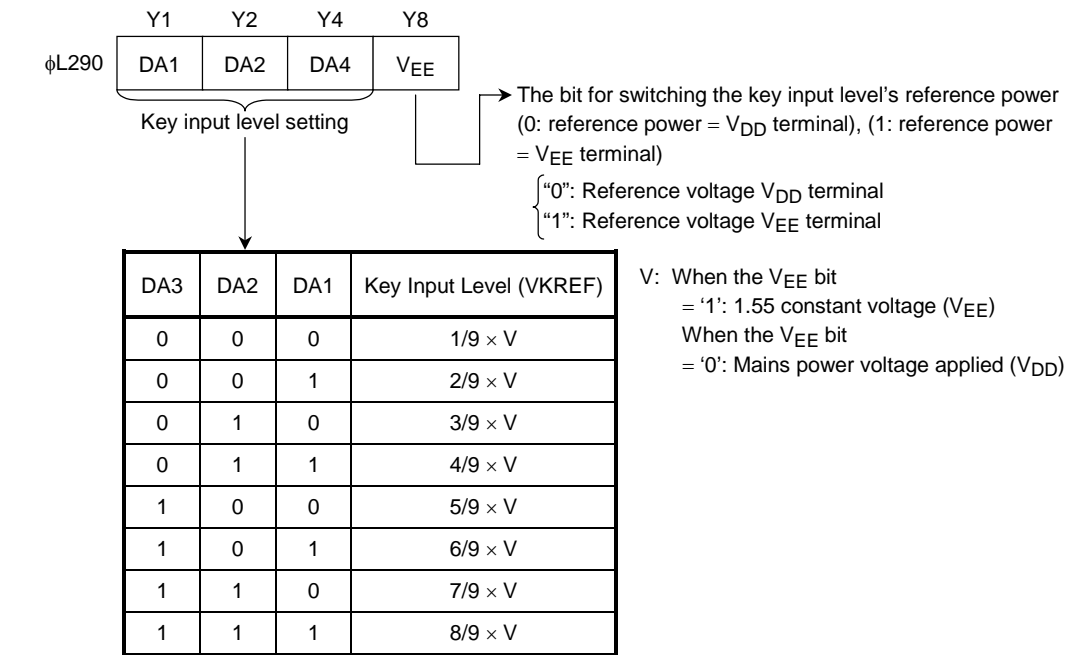 Y1 Y2 Y4 Y8
ϕL290 DA1 DA2 DA4 VEE
Key input level setting
The bit for switching the key input level's reference power
(0: reference power = VDD terminal), (1: reference power
= VEE terminal)
“0”: Reference voltage VDD terminal
“1”: Reference voltage VEE terminal
DA3 DA2 DA1 Key Input Level (VKREF)
0 0 0 1/9 × V
0 0 1 2/9 × V
0 1 0 3/9 × V
0 1 1 4/9 × V
1 0 0 5/9 × V
1 0 1 6/9 × V
1 1 0 7/9 × V
1 1 1 8/9 × V
V: When the VEE bit
= ‘1’: 1.55 constant voltage (VEE)
When the VEE bit
= ‘0’: Mains power voltage applied (VDD)